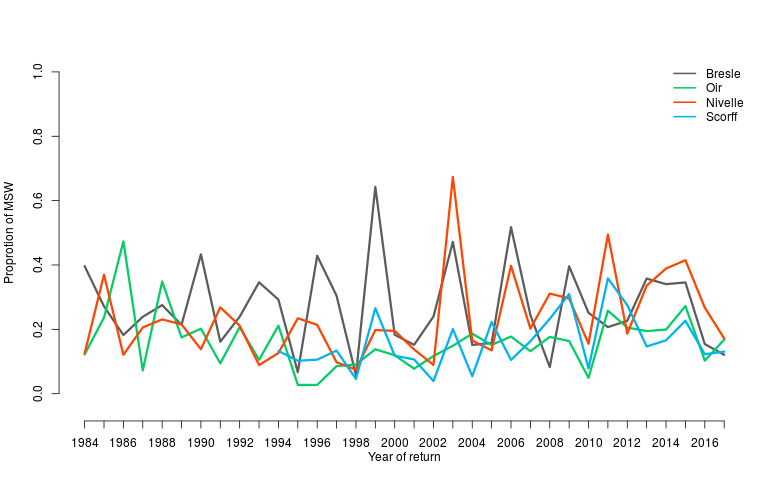 Bresle
Oir
Nivelle
Scorff
1.0
0.8
0.6
0.4
0.2
0.0
Proprotion of MSW
1984 1986 1988 1990 1992 1994 1996 1998 2000 2002 2004 2006 2008 2010 2012 2014 2016
Year of return